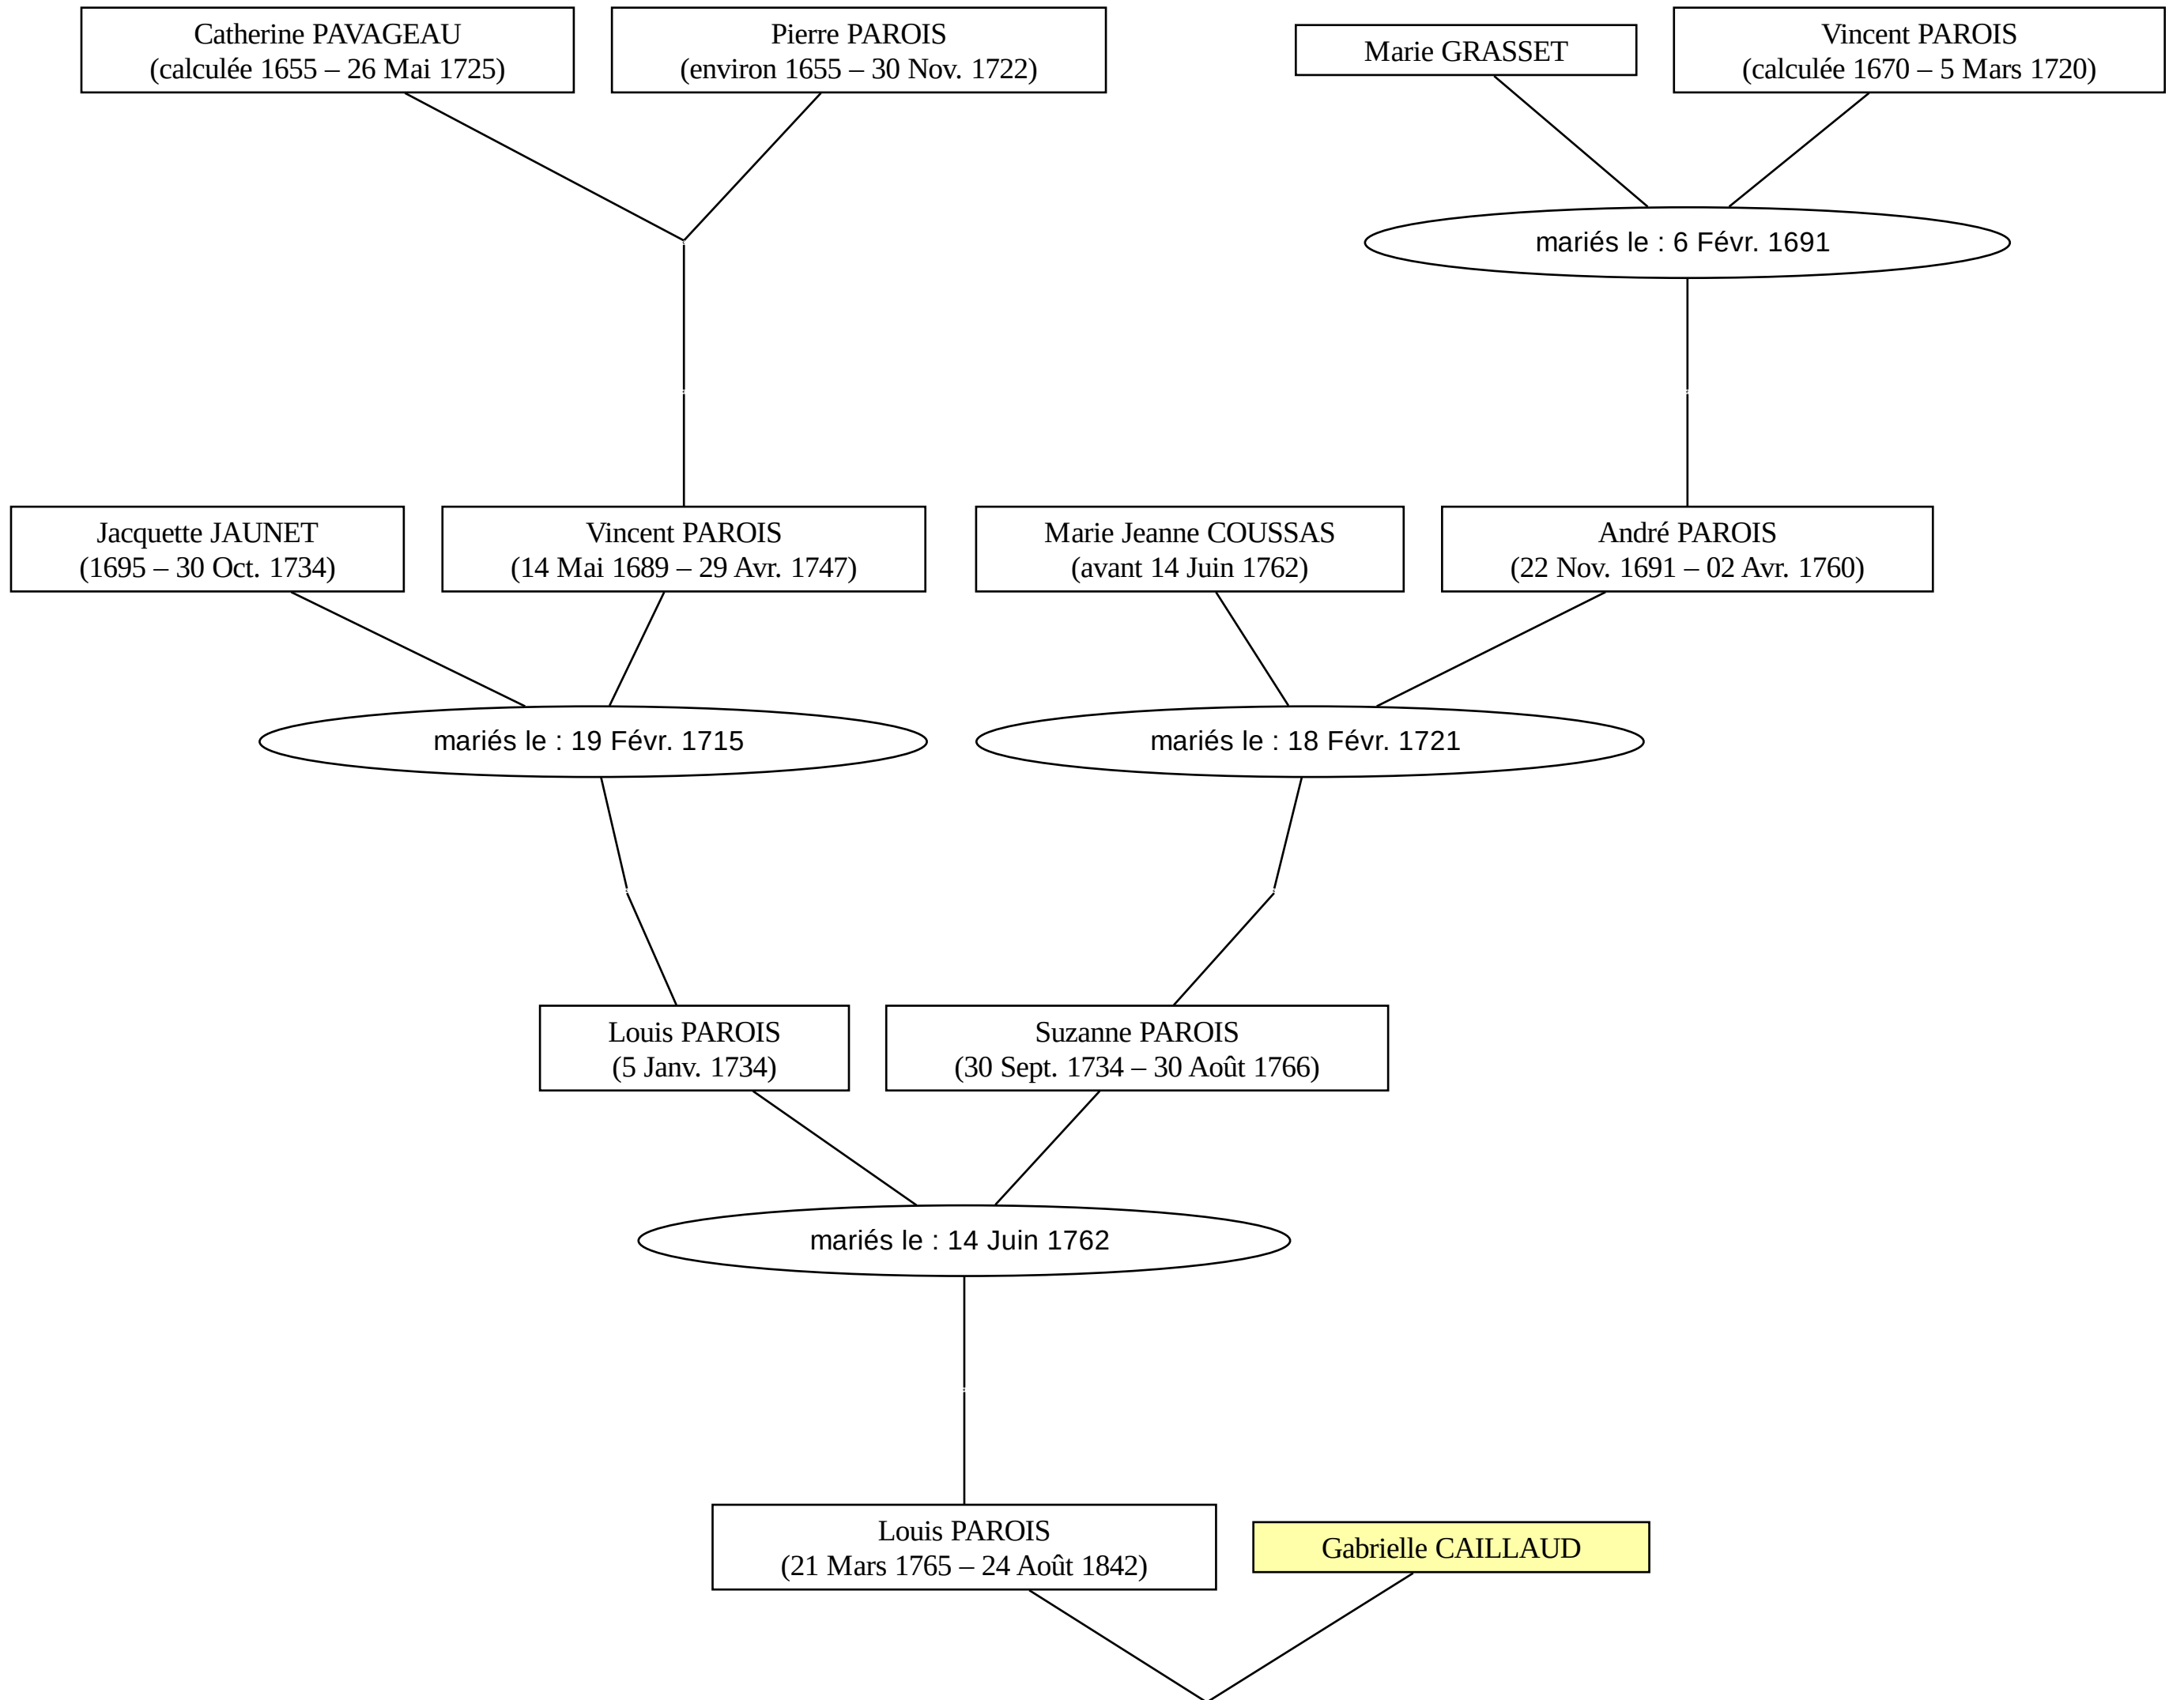 Catherine PAVAGEAU
(calculée 1655 – 26 Mai 1725)
Pierre PAROIS
(environ 1655 – 30 Nov. 1722)
Marie GRASSET
Vincent PAROIS
(calculée 1670 – 5 Mars 1720)
mariés le : 6 Févr. 1691
Jacquette JAUNET
(1695 – 30 Oct. 1734)
Vincent PAROIS
(14 Mai 1689 – 29 Avr. 1747)
Marie Jeanne COUSSAS
(avant 14 Juin 1762)
André PAROIS
(22 Nov. 1691 – 02 Avr. 1760)
mariés le : 19 Févr. 1715
mariés le : 18 Févr. 1721
Louis PAROIS
(5 Janv. 1734)
Suzanne PAROIS
(30 Sept. 1734 – 30 Août 1766)
mariés le : 14 Juin 1762
Louis PAROIS
(21 Mars 1765 – 24 Août 1842)
Gabrielle CAILLAUD